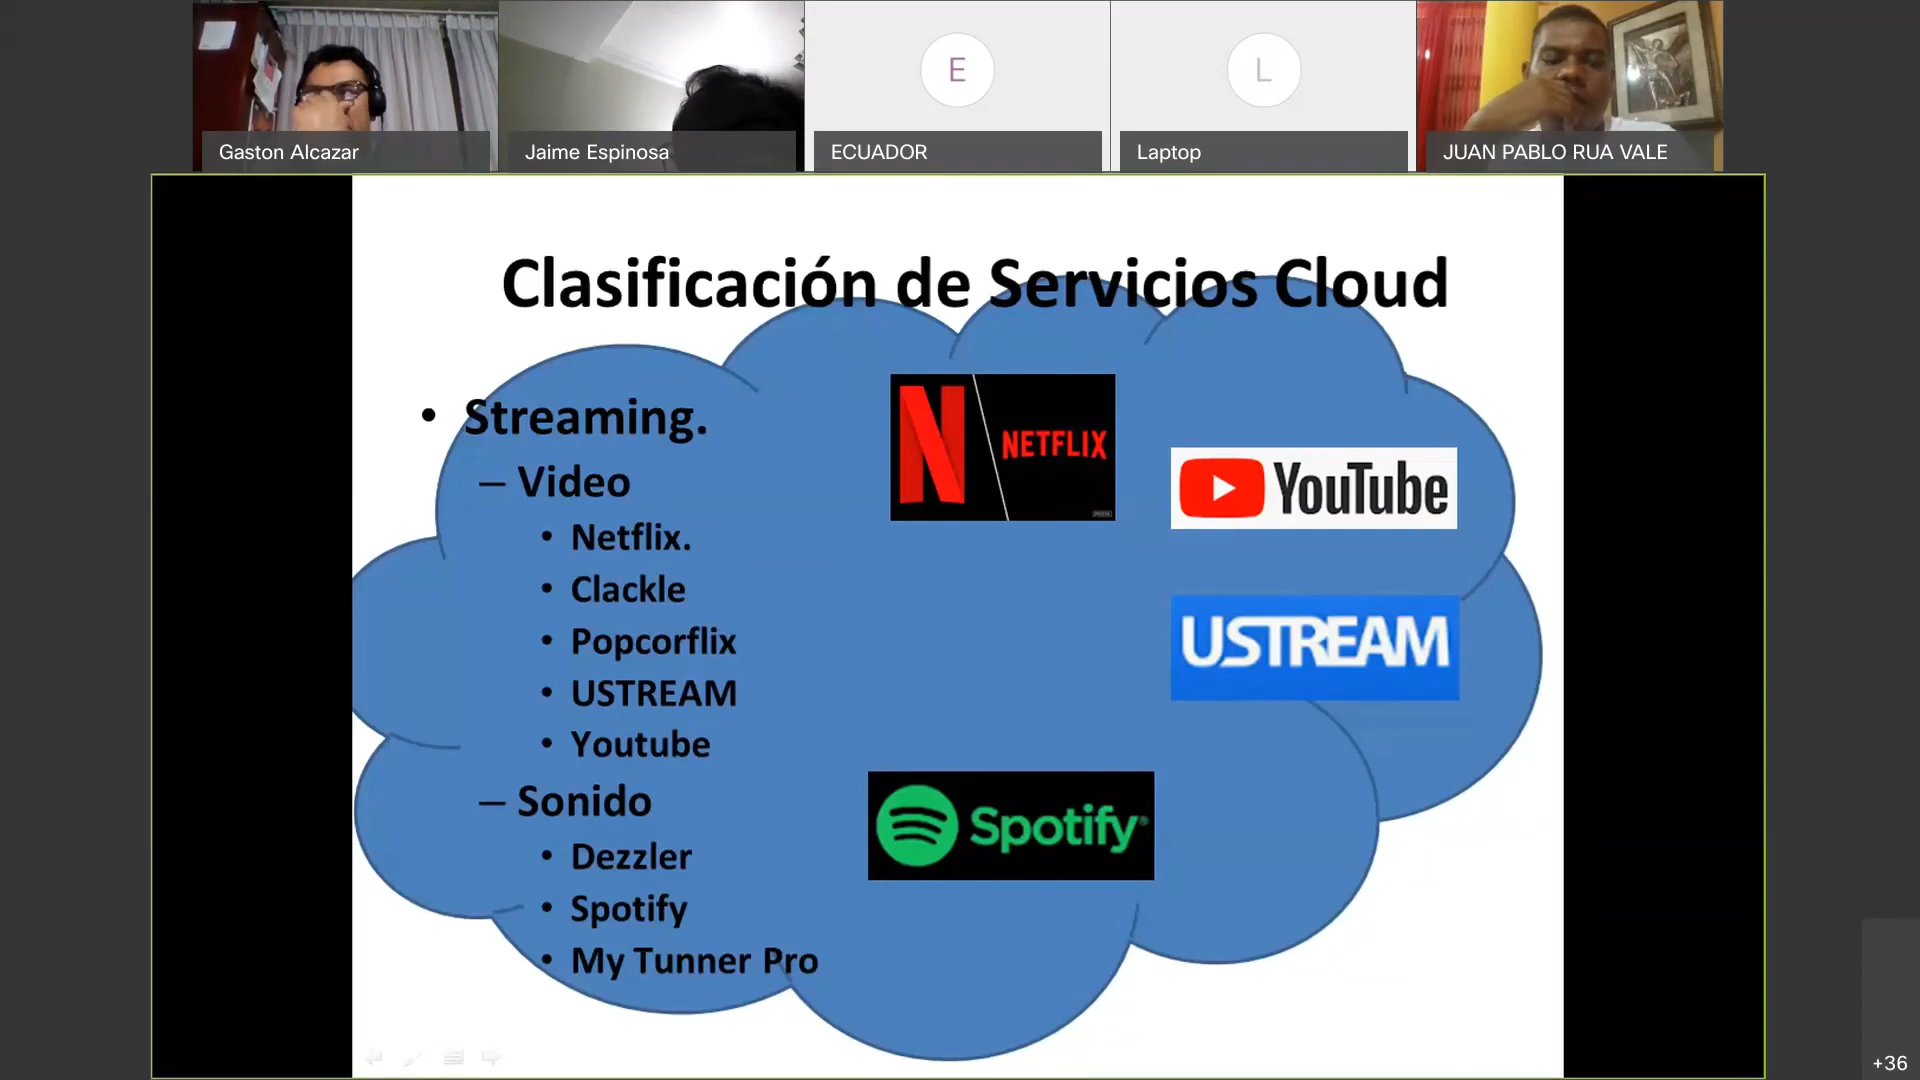 Gaston Alcazar
Jaime Espinosa
E
ECUADOR
L
Laptop
JUAN PABLO RUA VALE
Clasificación de Servicios Cloud
• Streaming.
– Video
• Netflix.
• Clackle
• Popcorflix
• USTREAM
• Youtube
– Sonido
• Dezzler
• Spotify
• My Tunner Pro
N NETFLIX
YouTube
USTREAM
Spotify®
+36